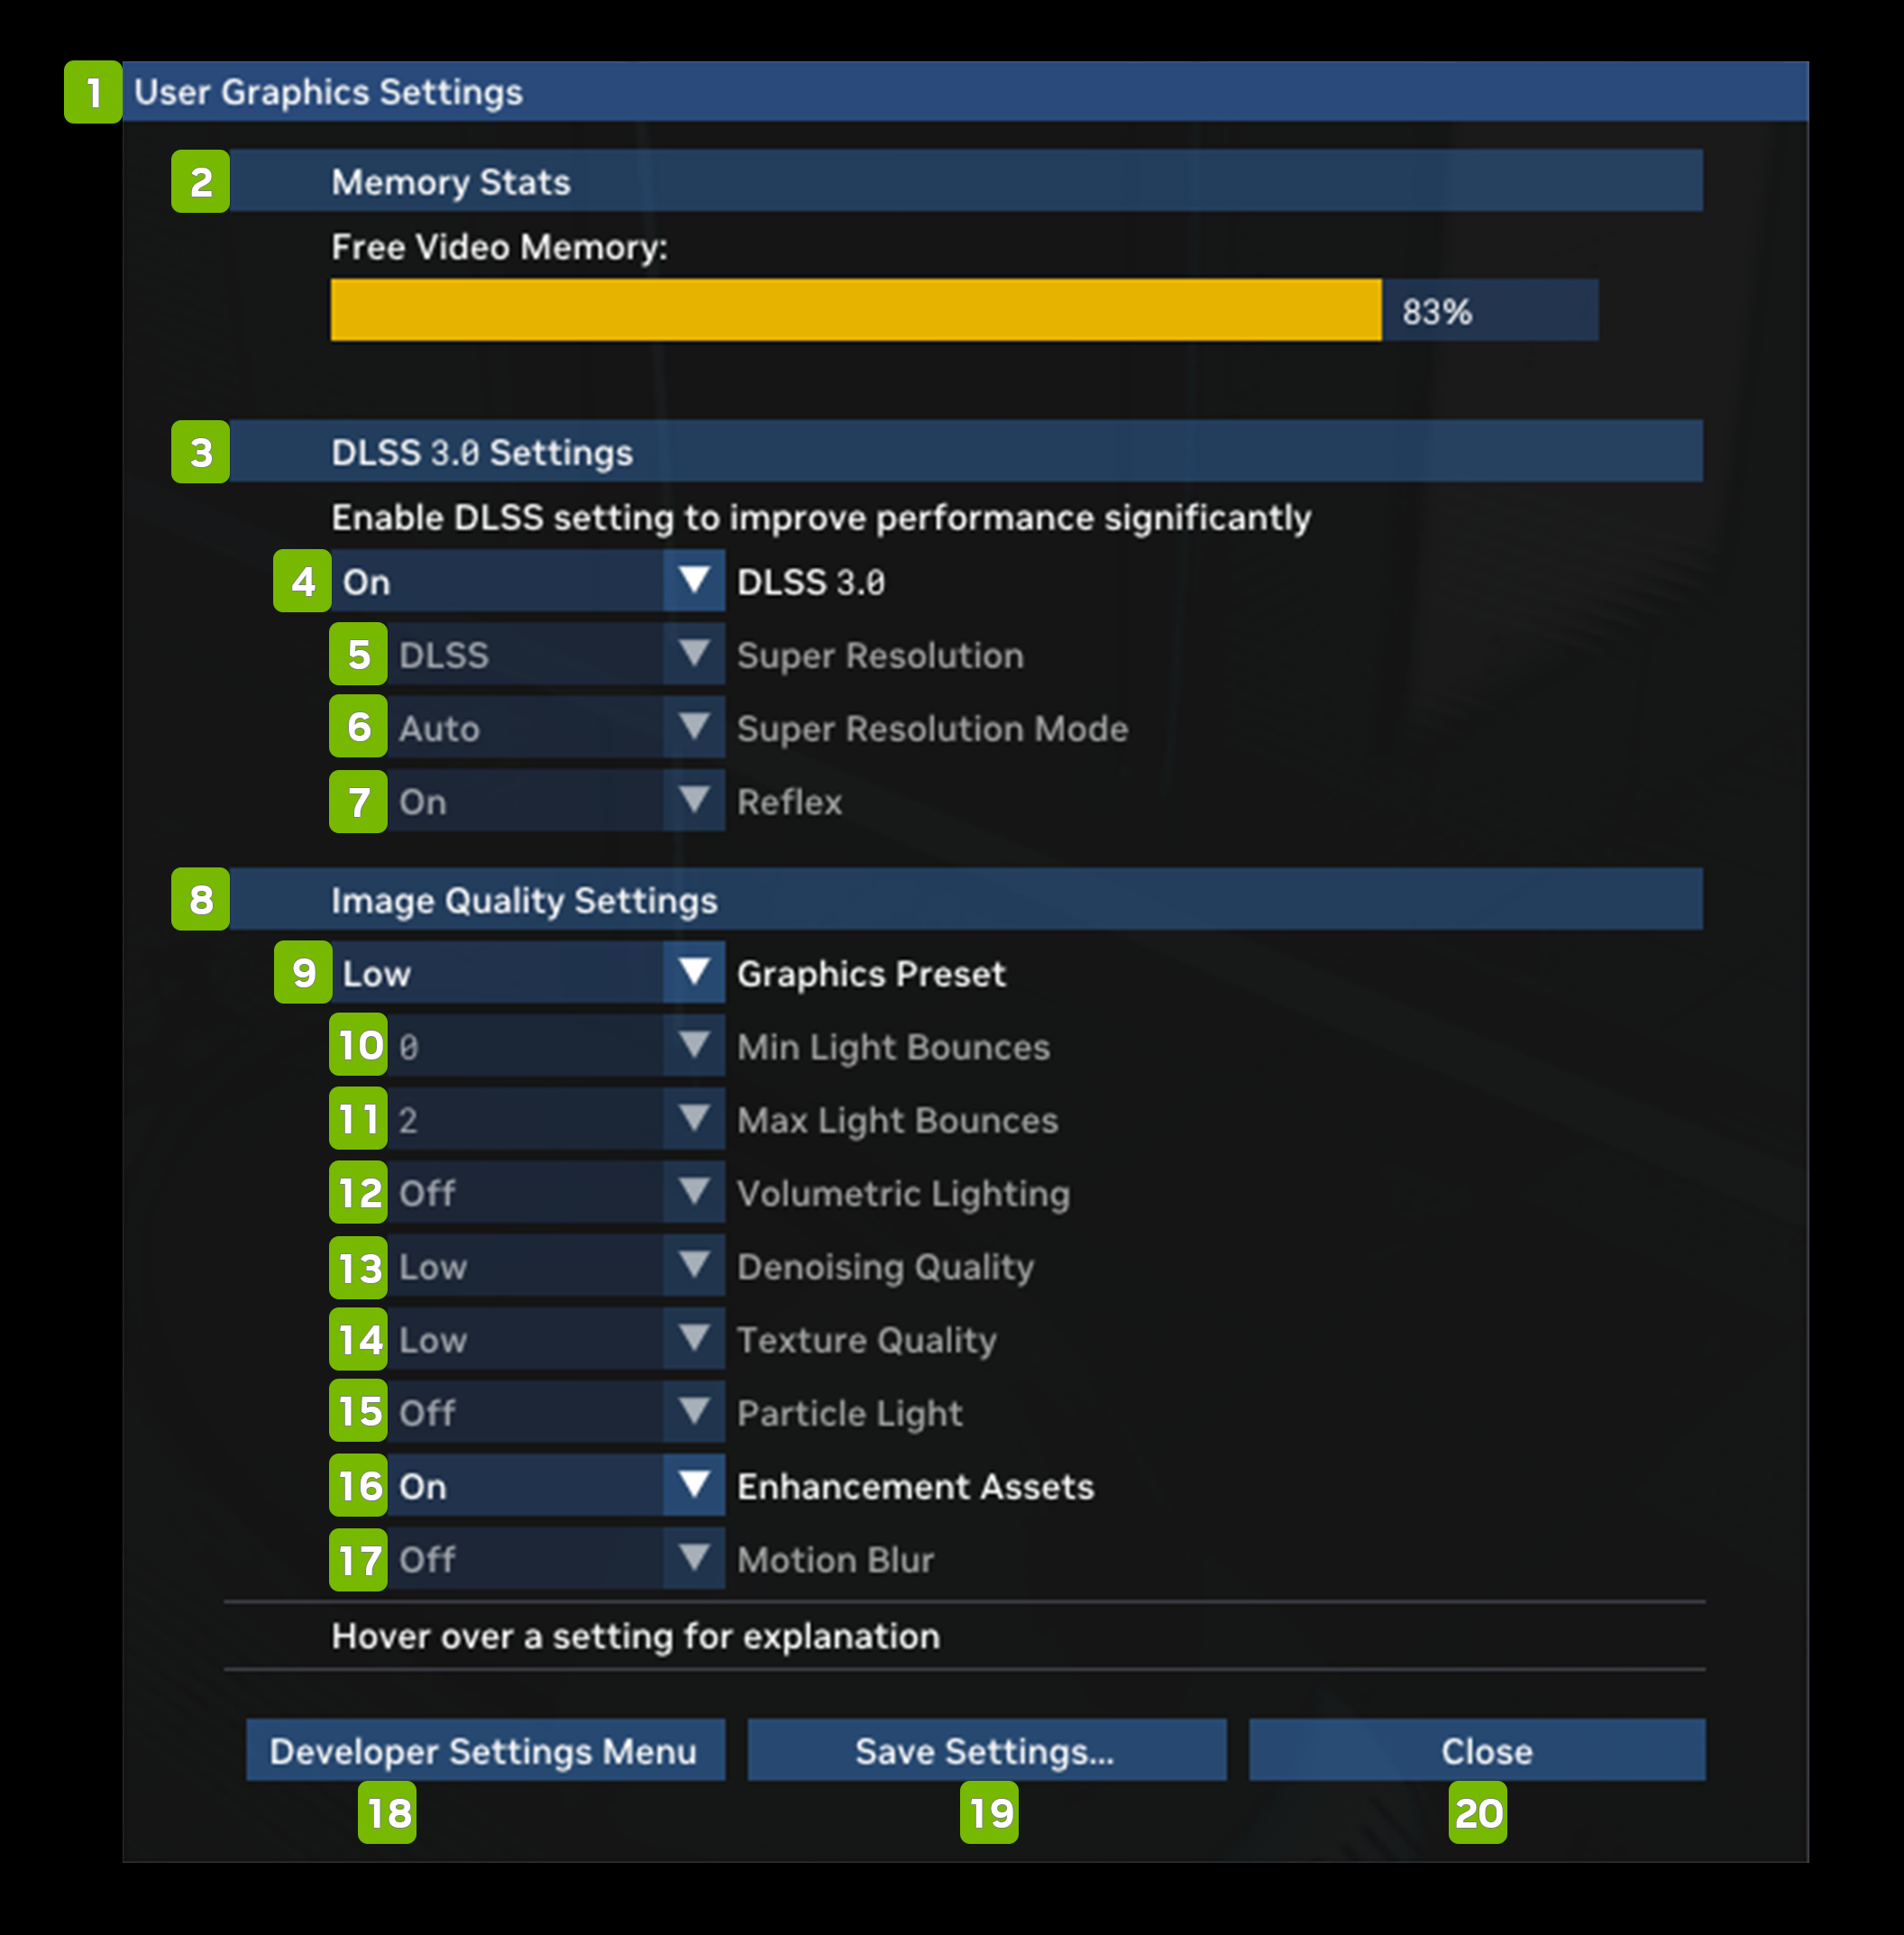 1 User Graphics Settings
2 Memory Stats
Free Video Memory:
83%
3 DLSS 3.0 Settings
Enable DLSS setting to improve performance significantly
4 On DLSS 3.0
5 DLSS Super Resolution
6 Auto Super Resolution Mode
7 On Reflex
8 Image Quality Settings
9 Low Graphics Preset
10 0 Min Light Bounces
11 2 Max Light Bounces
12 Off Volumetric Lighting
13 Low Denoising Quality
14 Low Texture Quality
15 Off Particle Light
16 On Enhancement Assets
17 Off Motion Blur
Hover over a setting for explanation
Developer Settings Menu Save Settings... Close
18 19 20